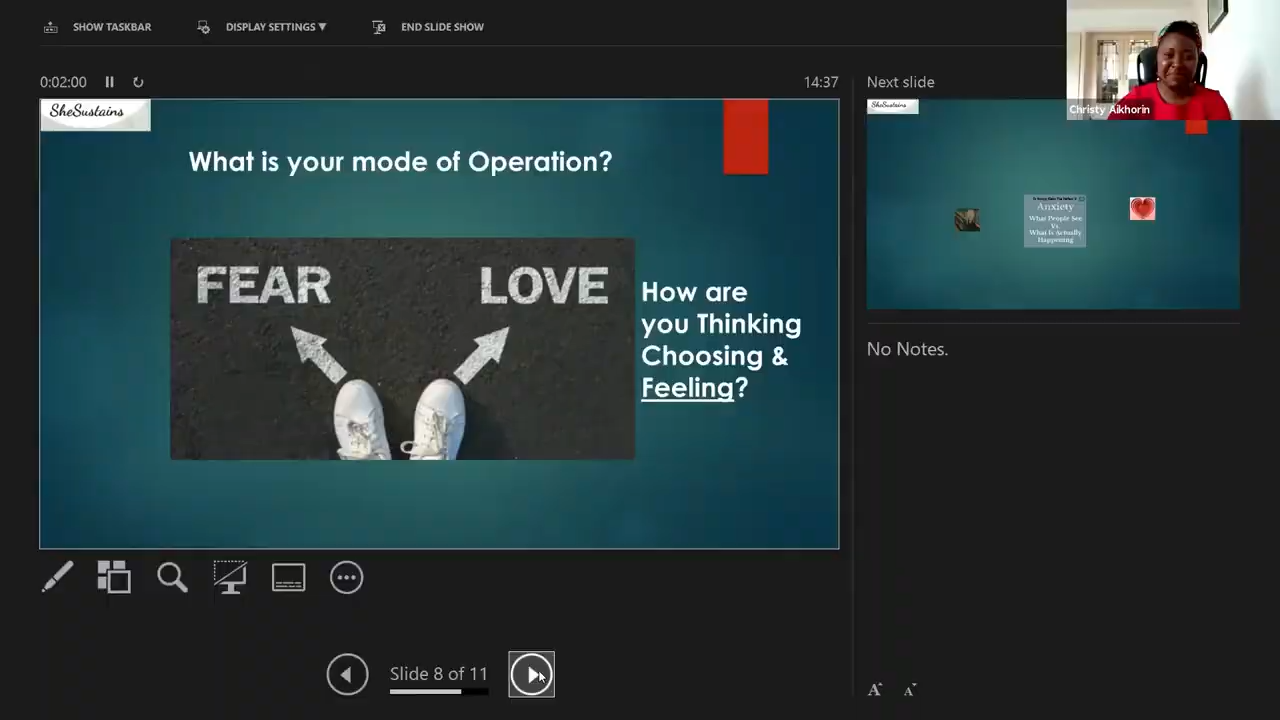 SHOW TASKBAR
DISPLAY SETTINGS ▼
END SLIDE SHOW
0:02:00
14:37
Next slide
Christy Aikhorin
SheSustains
What is your mode of Operation?
FEAR
LOVE
How are
you Thinking
Choosing &
Feeling?
SheSustains
Anxiety
What People See
Vs.
What Is Actually
Happening
No Notes.
Slide 8 of 11
A
A